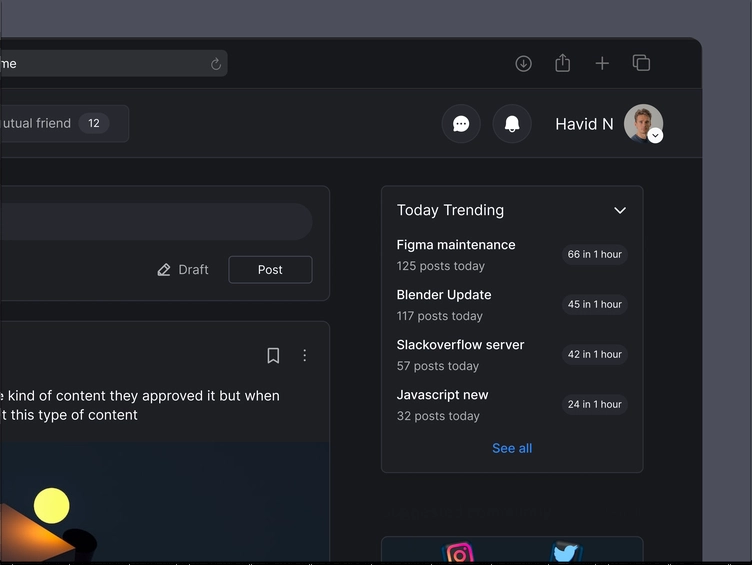 me
utual friend 12
Havid N
Draft
Post
kind of content they approved it but when
t this type of content
Today Trending
Figma maintenance
125 posts today
66 in 1 hour
Blender Update
117 posts today
45 in 1 hour
Slackoverflow server
57 posts today
42 in 1 hour
Javascript new
32 posts today
24 in 1 hour
See all